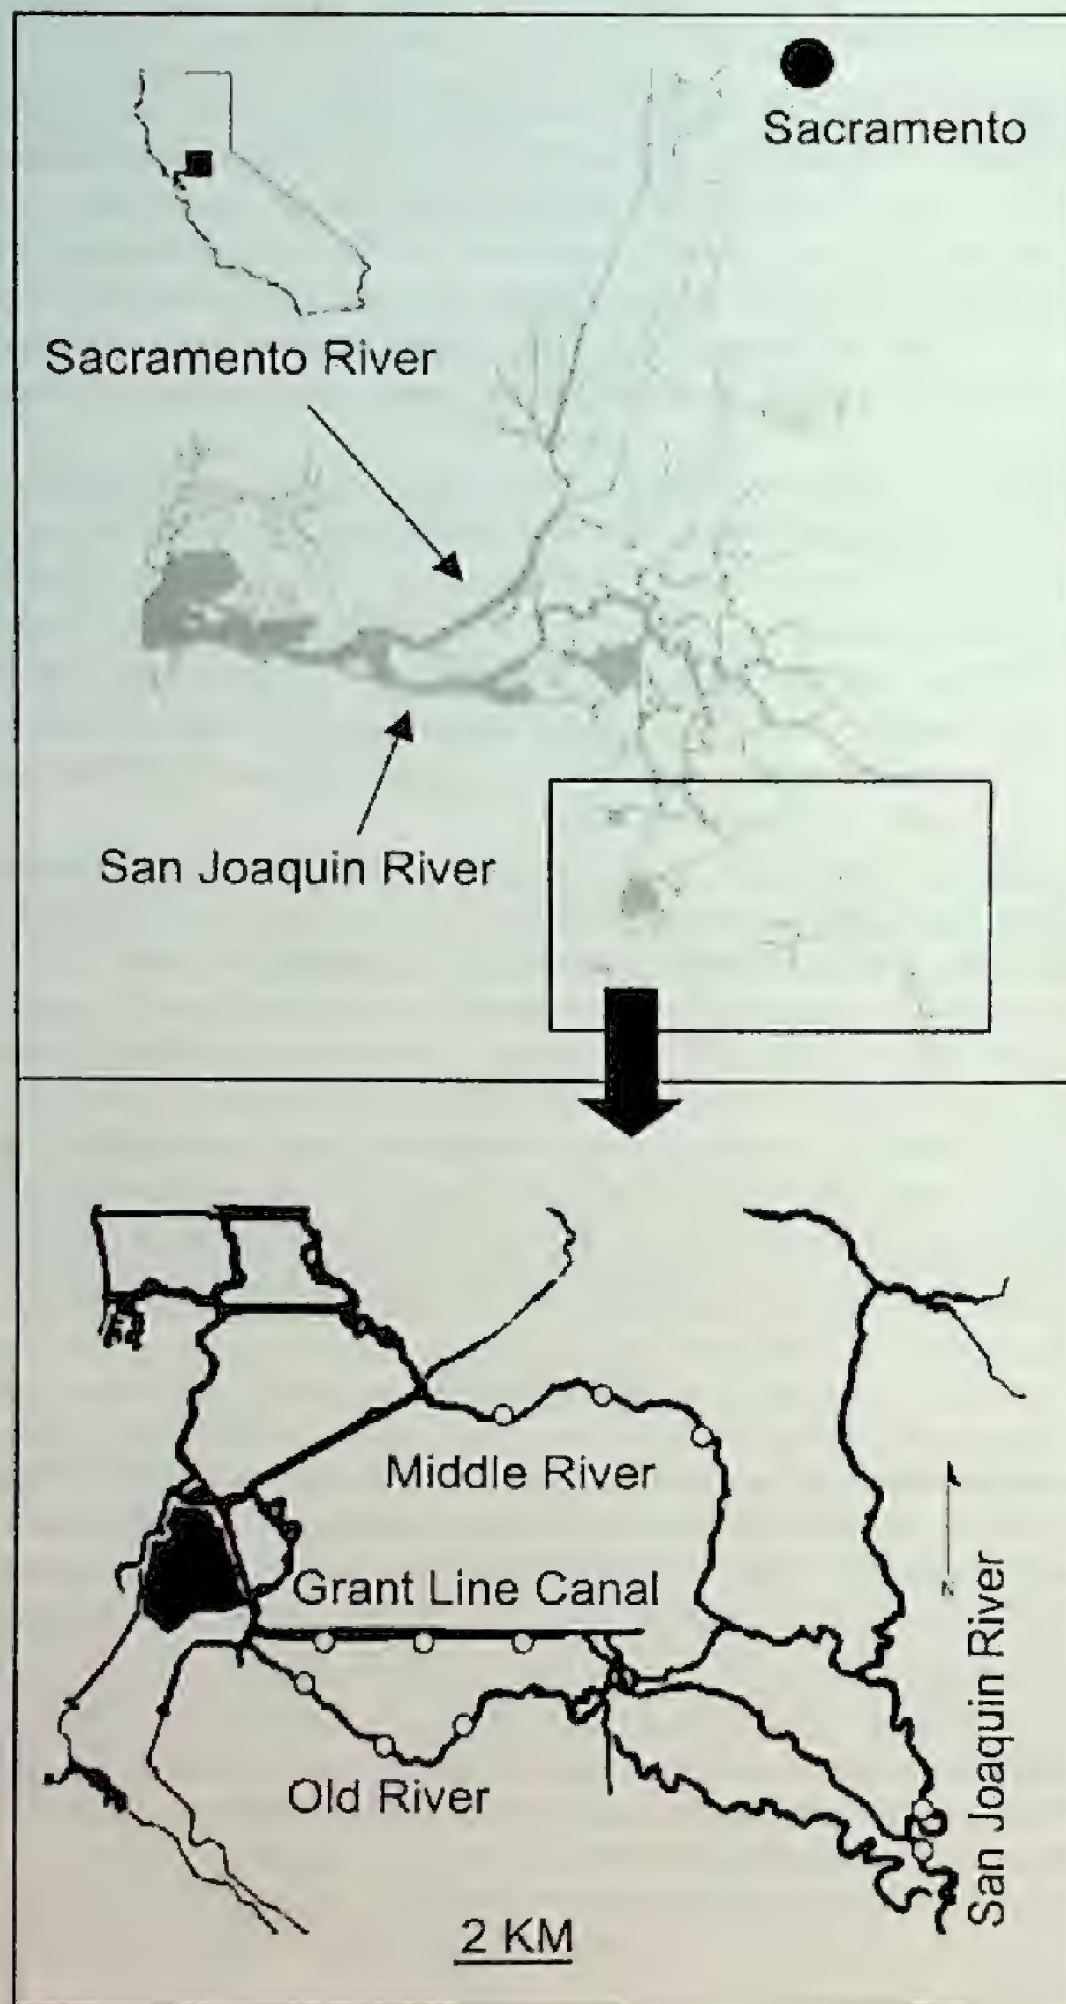 Sacramento
Sacramento River
San Joaquin River
Middle River
Grant Line Canal
Old River
San Joaquin River
2 KM
N